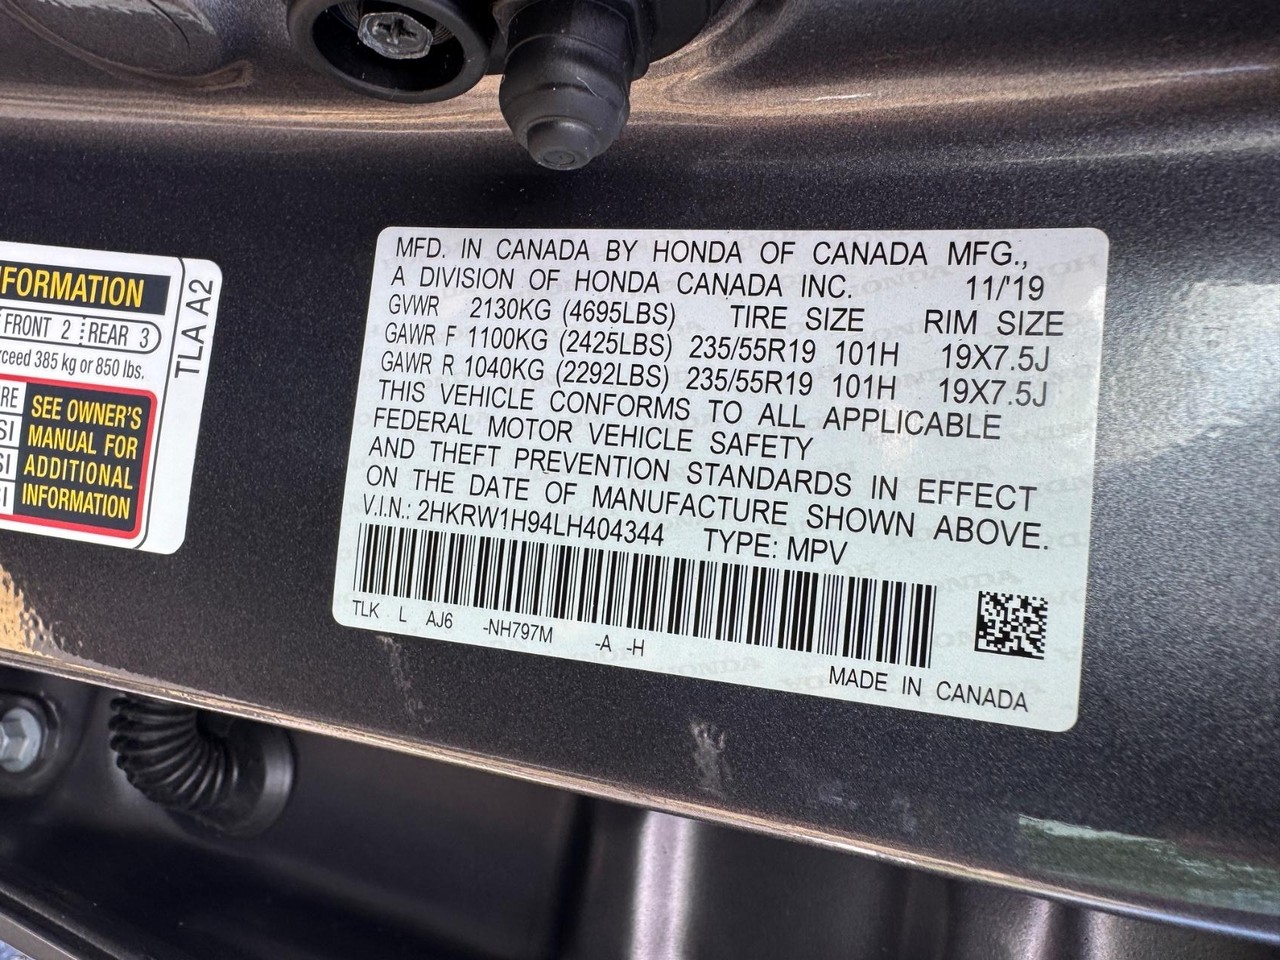 NFORMATION
FRONT 2 REAR 3
xceed 385 kg or 850 lbs.
SEE OWNER'S
MANUAL FOR
ADDITIONAL
INFORMATION
TLA A2
MFD. IN CANADA BY HONDA OF CANADA MFG.,
A DIVISION OF HONDA CANADA INC. 11/'19
GVWR 2130KG (4695LBS) TIRE SIZE RIM SIZE
GAWR F 1100KG (2425LBS) 235/55R19 101H 19X7.5J
GAWR R 1040KG (2292LBS) 235/55R19 101H 19X7.5J
THIS VEHICLE CONFORMS TO ALL APPLICABLE
FEDERAL MOTOR VEHICLE SAFETY
AND THEFT PREVENTION STANDARDS IN EFFECT
ON THE DATE OF MANUFACTURE SHOWN ABOVE.
V.I.N.: 2HKRW1H94LH404344 TYPE: MPV
TLK L AJ6 -NH797M -A -H
MADE IN CANADA